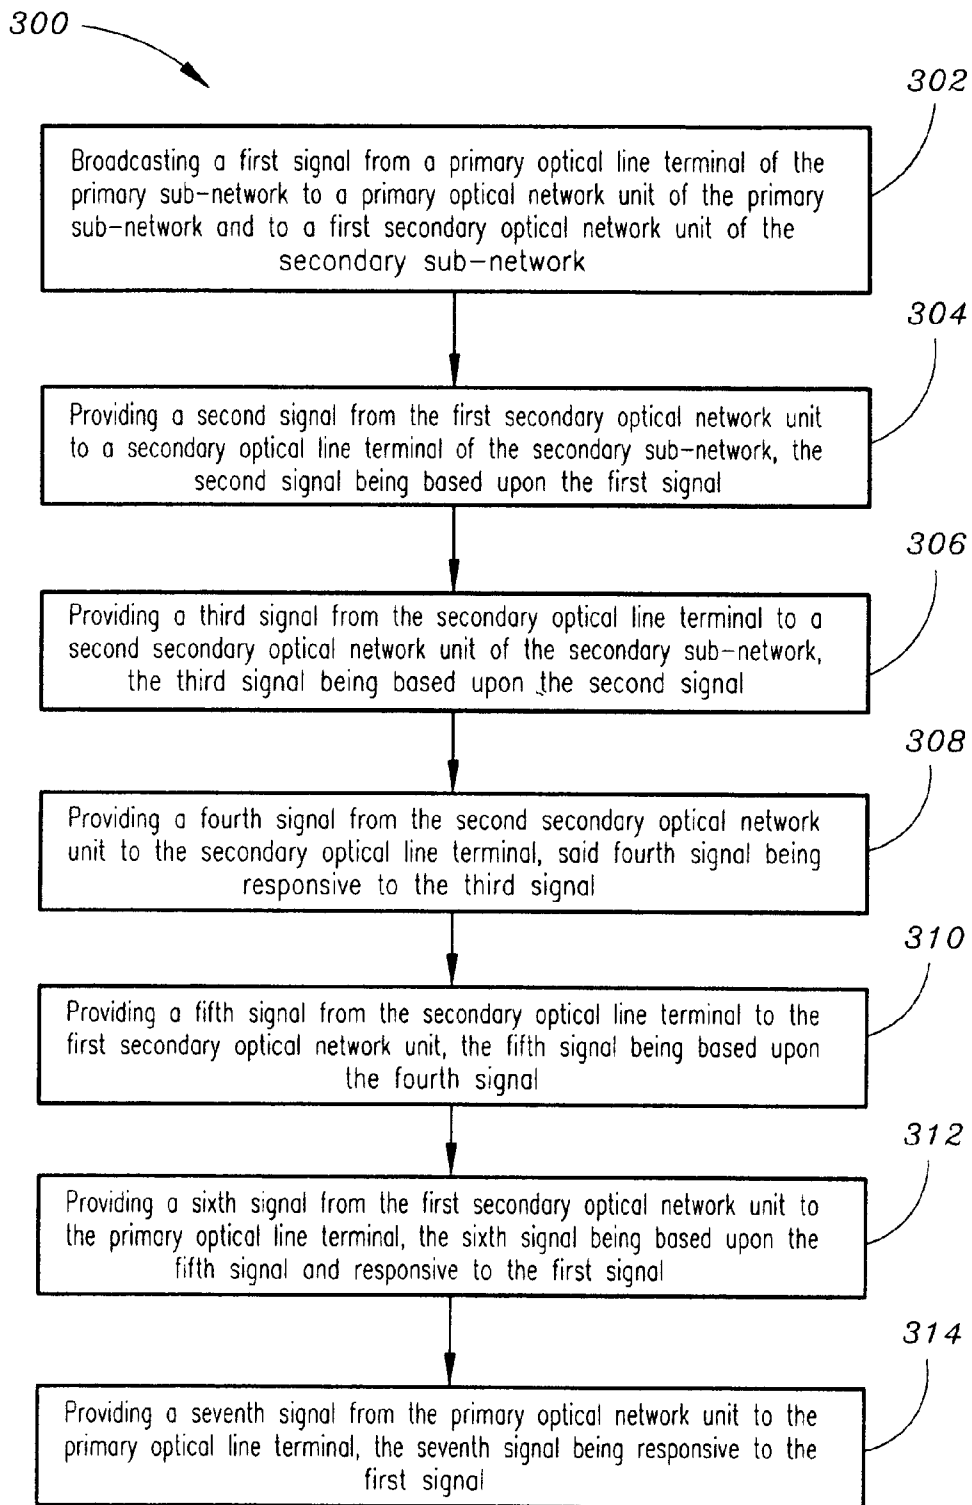 300
302
Broadcasting a first signal from a primary optical line terminal of the
primary sub-network to a primary optical network unit of the primary
sub-network and to a first secondary optical network unit of the
secondary sub-network
304
Providing a second signal from the first secondary optical network unit
to a secondary optical line terminal of the secondary sub-network, the
second signal being based upon the first signal
306
Providing a third signal from the secondary optical line terminal to a
second secondary optical network unit of the secondary sub-network,
the third signal being based upon the second signal
308
Providing a fourth signal from the second secondary optical network
unit to the secondary optical line terminal, said fourth signal being
responsive to the third signal
310
Providing a fifth signal from the secondary optical line terminal to the
first secondary optical network unit, the fifth signal being based upon
the fourth signal
312
Providing a sixth signal from the first secondary optical network unit to
the primary optical line terminal, the sixth signal being based upon the
fifth signal and responsive to the first signal
314
Providing a seventh signal from the primary optical network unit to the
primary optical line terminal, the seventh signal being responsive to the
first signal